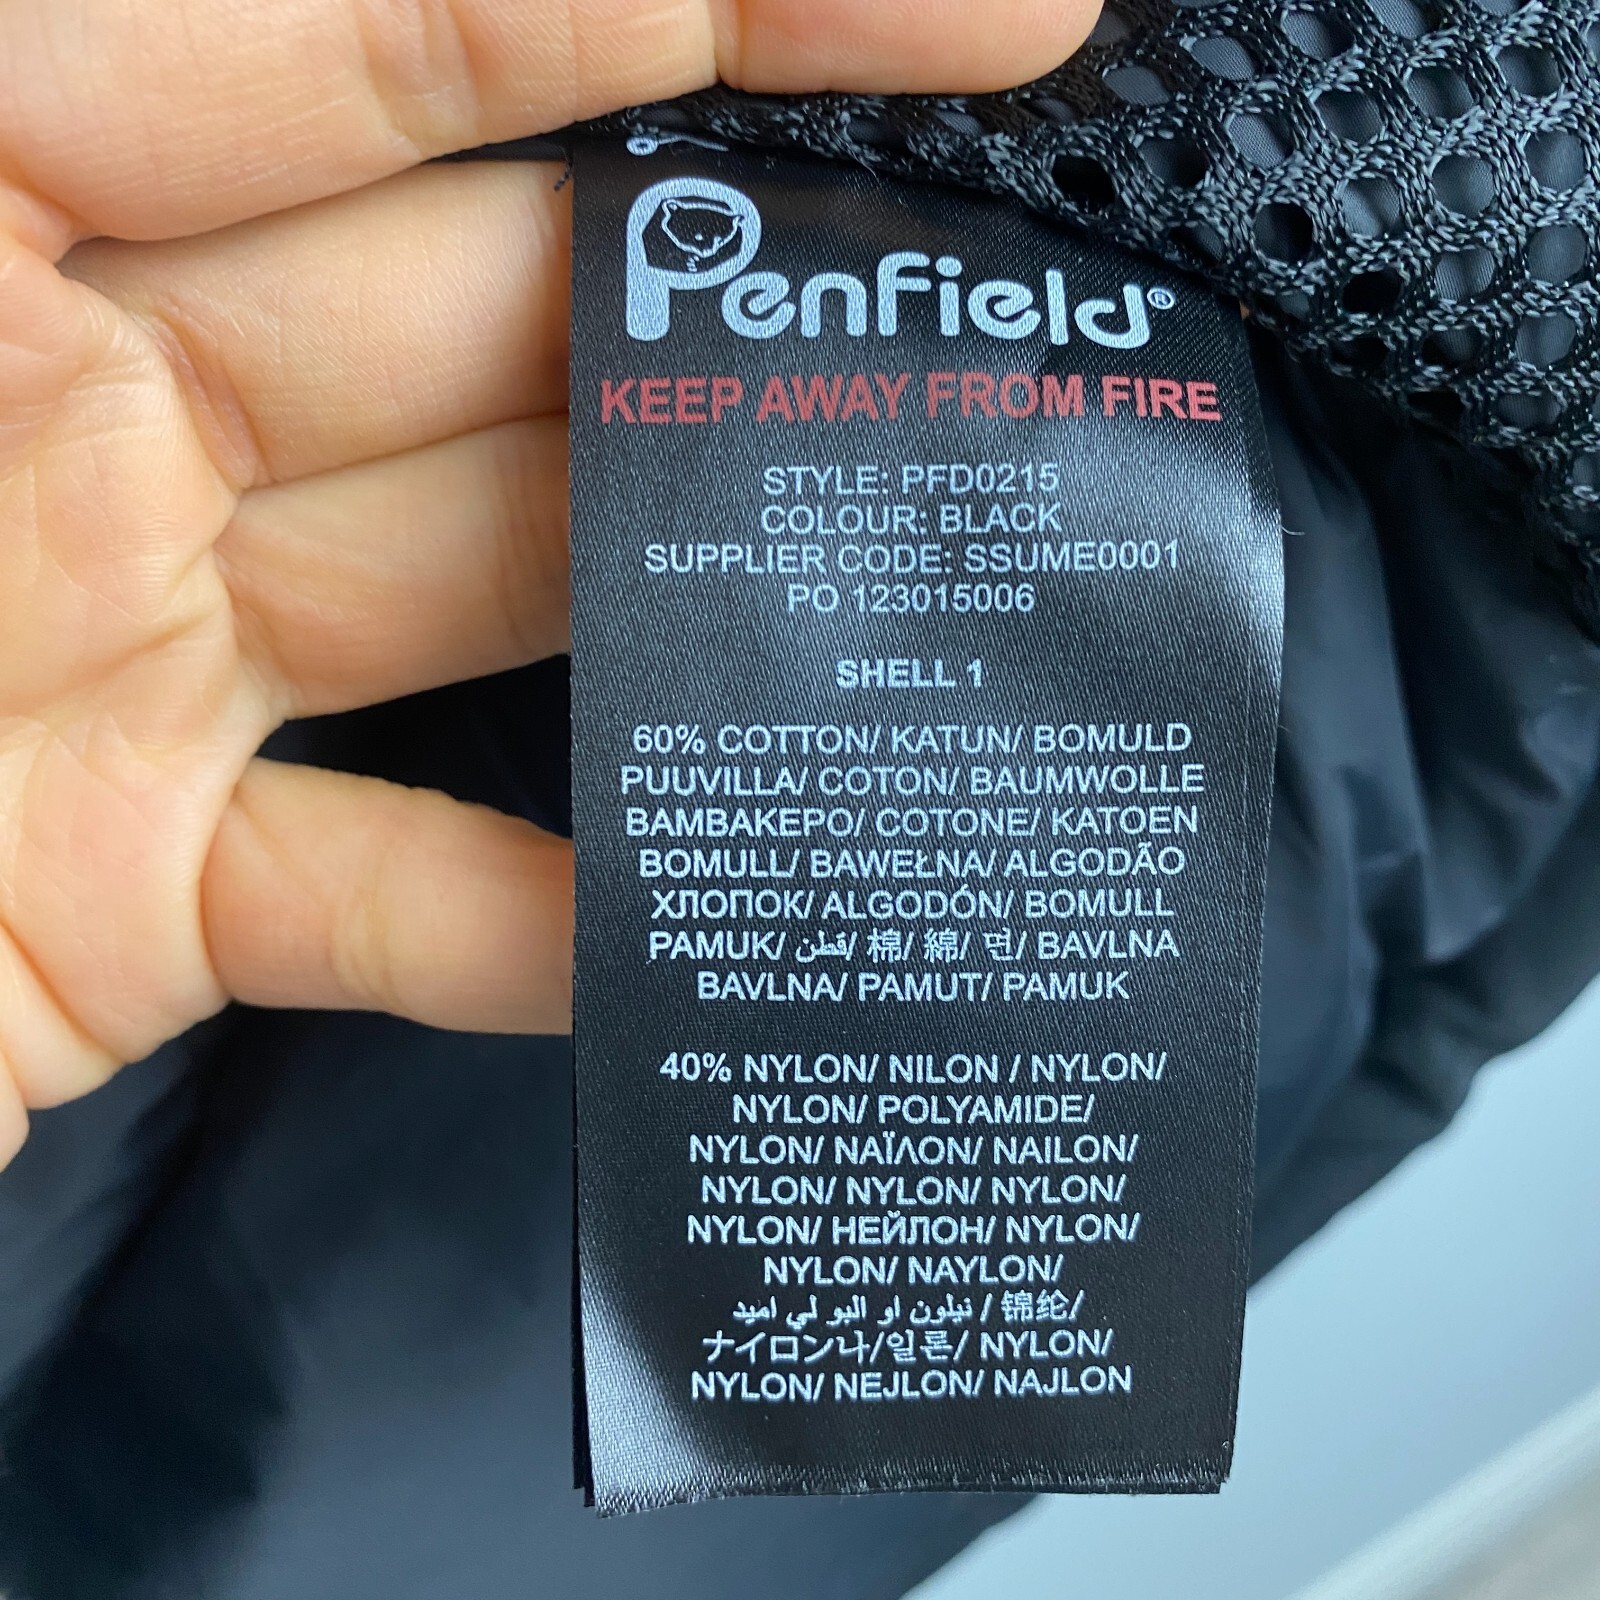 Penfield®
KEEP AWAY FROM FIRE
STYLE: PFD0215
COLOUR: BLACK
SUPPLIER CODE: SSUME0001
PO 123015006
SHELL 1
60% COTTON/ KATUN/ BOMULD
PUUVILLA/ COTON/ BAUMWOLLE
BAMBAKEPO/ COTONE/ KATOEN
BOMULL/ BAWEŁNA/ ALGODÃO
ХЛОПОК/ ALGODÓN/ BOMULL
PAMUK/ قطن/ 棉/ 綿/ 면/ BAVLNA
BAVLNA/ PAMUT/ PAMUK
40% NYLON/ NILON / NYLON/
NYLON/ POLYAMIDE/
NYLON/ ΝΑΪΛΟΝ/ NAILON/
NYLON/ NYLON/ NYLON/
NYLON/ НЕЙЛОН/ NYLON/
NYLON/ NAYLON/
نيلون او البو لي اميد / 锦纶/
ナイロン나/일론/ NYLON/
NYLON/ NEJLON/ NAJLON